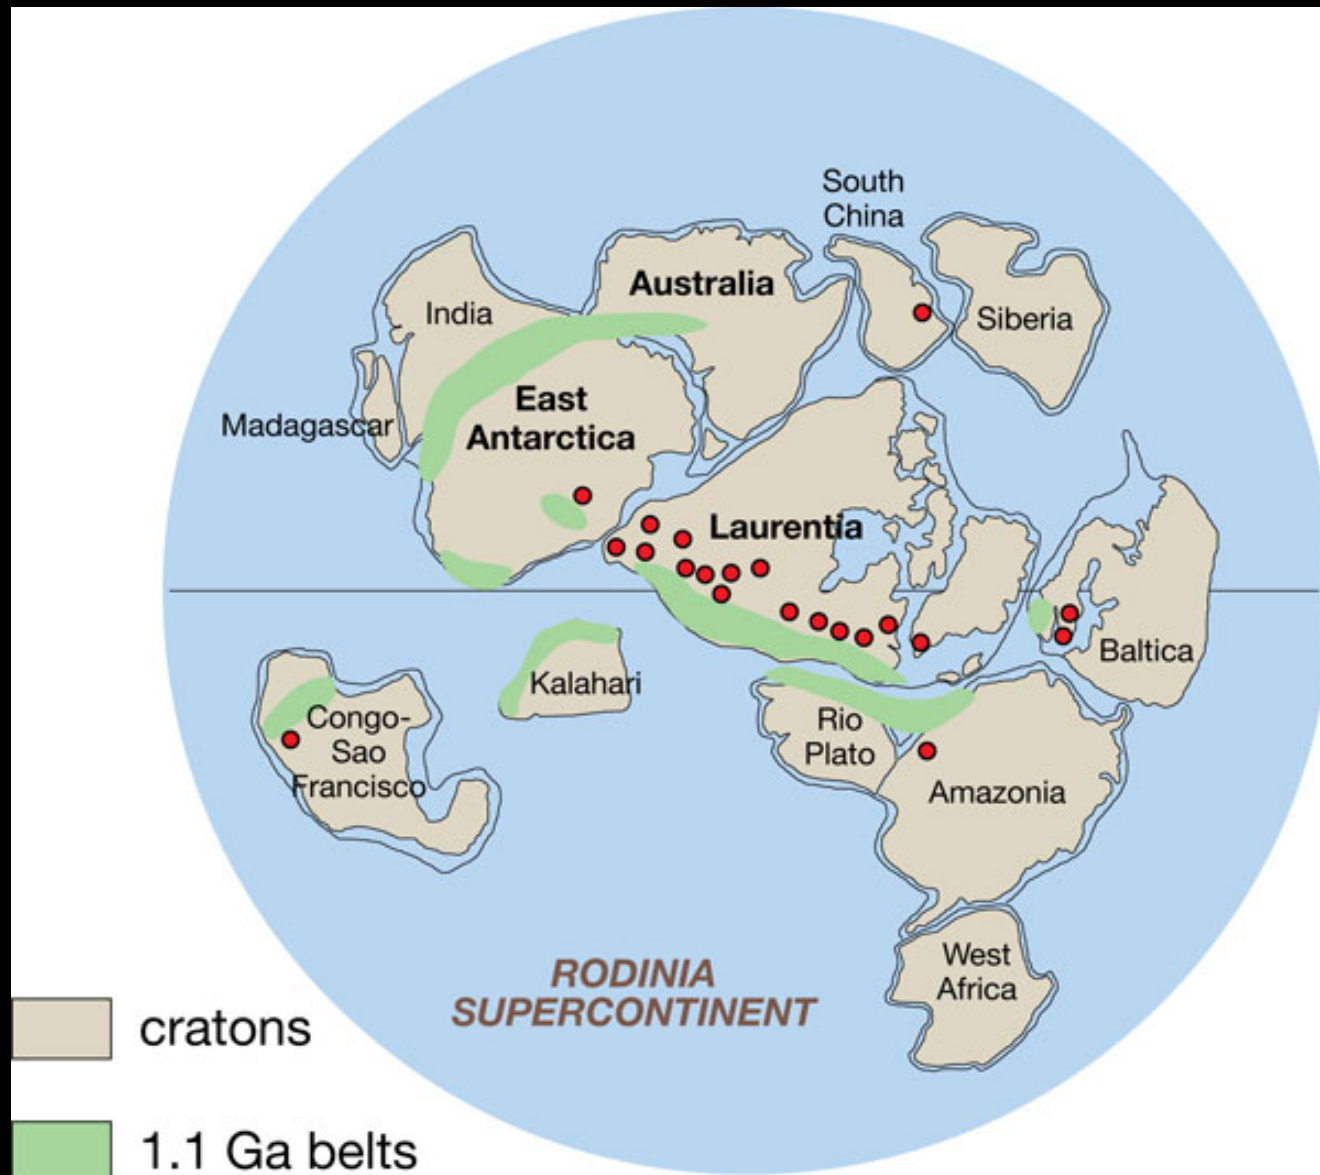 South
China
Australia
India
Siberia
East
Antarctica
Madagascar
Laurentia
Baltica
Kalahari
Congo-
Sao
Francisco
Rio
Plato
Amazonia
West
Africa
RODINIA
SUPERCONTINENT
cratons
1.1 Ga belts